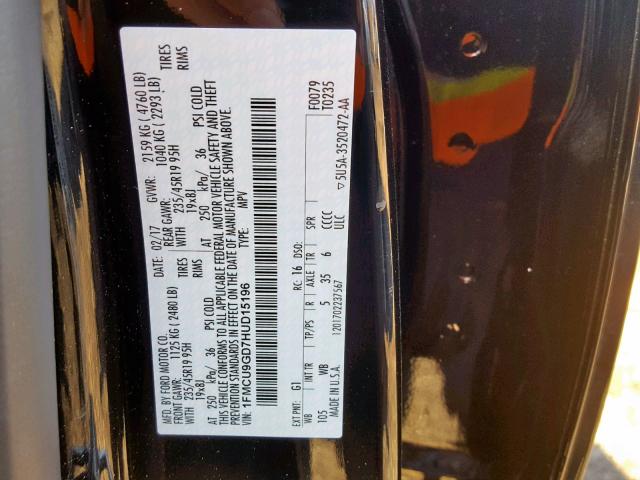 MFD. BY FORD MOTOR CO.
DATE: 02/17 GVWR: 2159 KG ( 4760 LB)
FRONT GAWR: 1125 KG ( 2480 LB) REAR GAWR: 1040 KG ( 2293 LB)
WITH 235/45R19 95H TIRES WITH 235/45R19 95H TIRES
19x8J RIMS 19x8J RIMS
AT 250 kPa/ 36 PSI COLD AT 250 kPa/ 36 PSI COLD
THIS VEHICLE CONFORMS TO ALL APPLICABLE FEDERAL MOTOR VEHICLE SAFETY AND THEFT
PREVENTION STANDARDS IN EFFECT ON THE DATE OF MANUFACTURE SHOWN ABOVE.
VIN: 1FMCU9GD7HUD15196 TYPE: MPV
F0079
T0235
EXT PNT: G1 RC: 16 DSO:
WB INT TR TP/PS R AXLE TR SPR
105 WB 5 35 6 CCCC
ULC
MADE IN U.S.A. 1201702237567 ▽5U5A-3520472-AA